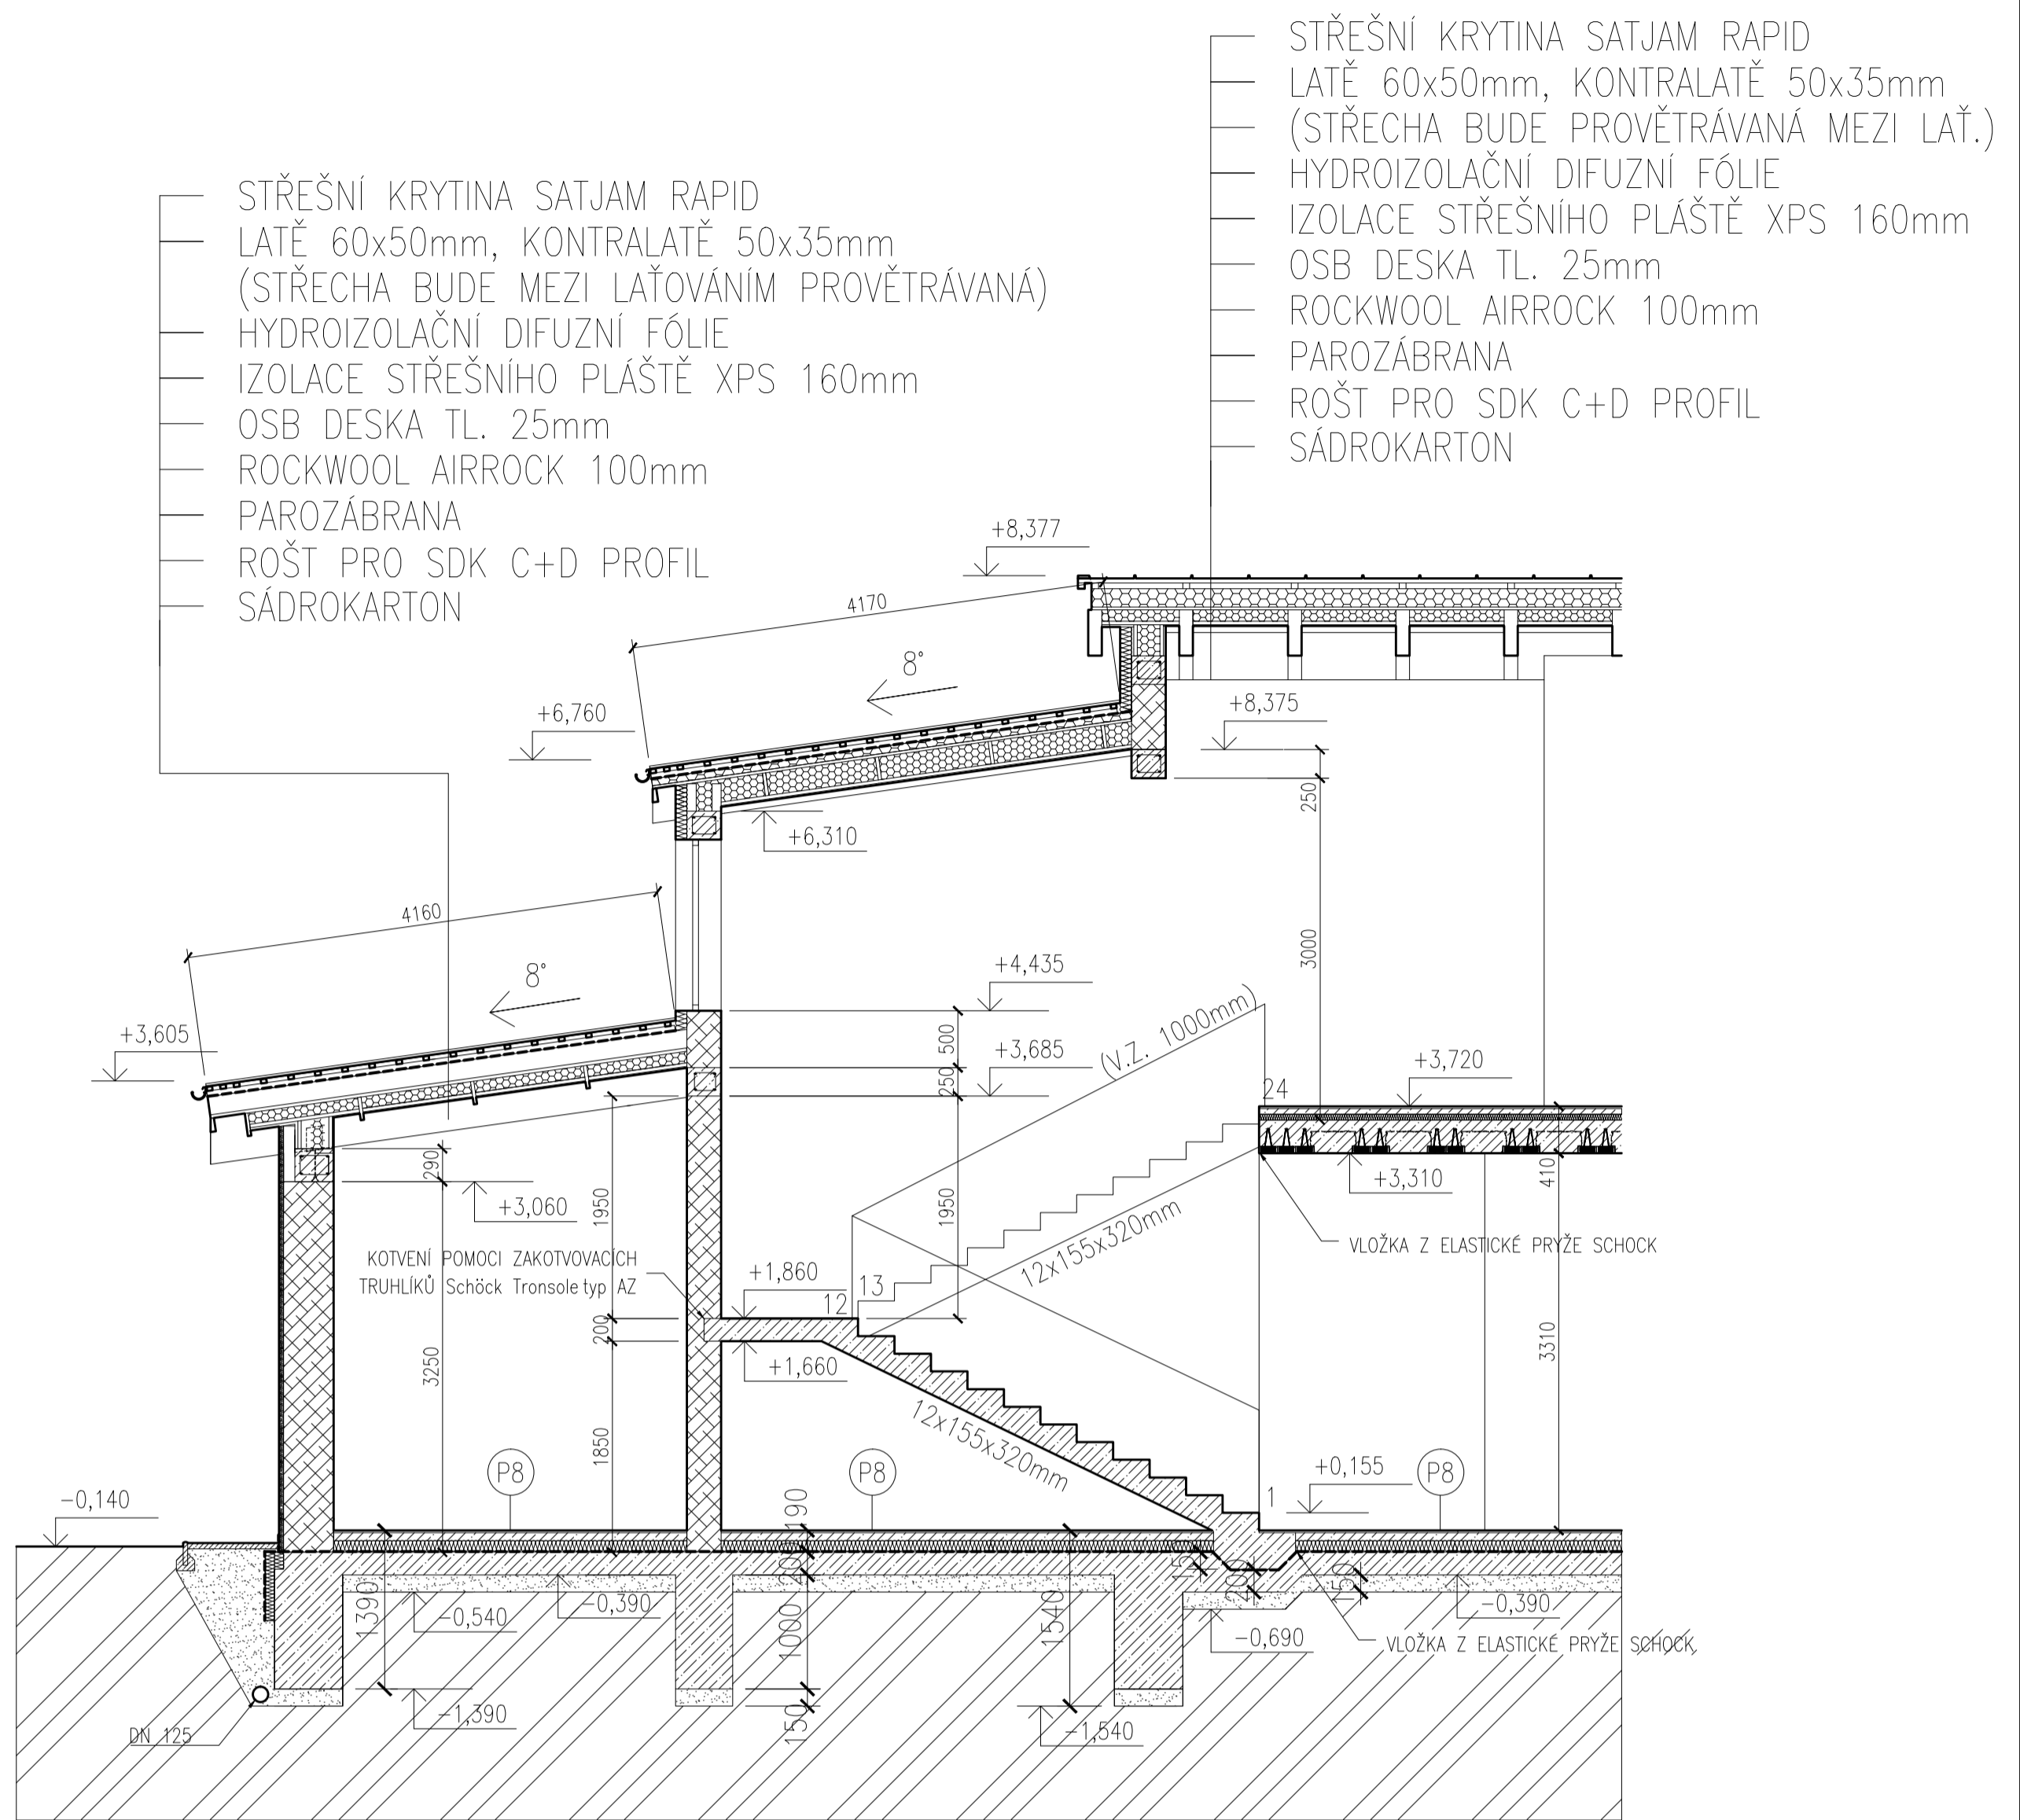 STŘEŠNÍ KRYTINA SATJAM RAPID
LATĚ 60x50mm, KONTRALATĚ 50x35mm
(STŘECHA BUDE PROVĚTRÁVANÁ MEZI LAŤ.)
HYDROIZOLAČNÍ DIFUZNÍ FÓLIE
IZOLACE STŘEŠNÍHO PLÁŠTĚ XPS 160mm
OSB DESKA TL. 25mm
ROCKWOOL AIRROCK 100mm
PAROZÁBRANA
ROŠT PRO SDK C+D PROFIL
SÁDROKARTON
STŘEŠNÍ KRYTINA SATJAM RAPID
LATĚ 60x50mm, KONTRALATĚ 50x35mm
(STŘECHA BUDE MEZI LAŤOVÁNÍM PROVĚTRÁVANÁ)
HYDROIZOLAČNÍ DIFUZNÍ FÓLIE
IZOLACE STŘEŠNÍHO PLÁŠTĚ XPS 160mm
OSB DESKA TL. 25mm
ROCKWOOL AIRROCK 100mm
PAROZÁBRANA
ROŠT PRO SDK C+D PROFIL
SÁDROKARTON
+8,377
4170
8°
+6,760
+8,375
250
+6,310
3000
4160
8°
+4,435
+3,605
500
+3,685
250
(V.Z. 1000mm)
+3,720
24
290
+3,060
1950
1950
+3,310
410
12x155x320mm
VLOŽKA Z ELASTICKÉ PRYŽE SCHOCK
KOTVENÍ POMOCI ZAKOTVOVACÍCH
TRUHLÍKŮ Schöck Tronsole typ AZ
+1,860
12
13
200
+1,660
3250
3310
1850
12x155x320mm
P8
P8
P8
+0,155
1
-0,140
190
200
150
200
150
1390
-0,540
-0,390
1000
1540
-0,390
-0,690
VLOŽKA Z ELASTICKÉ PRYŽE SCHOCK
-1,390
150
-1,540
DN 125